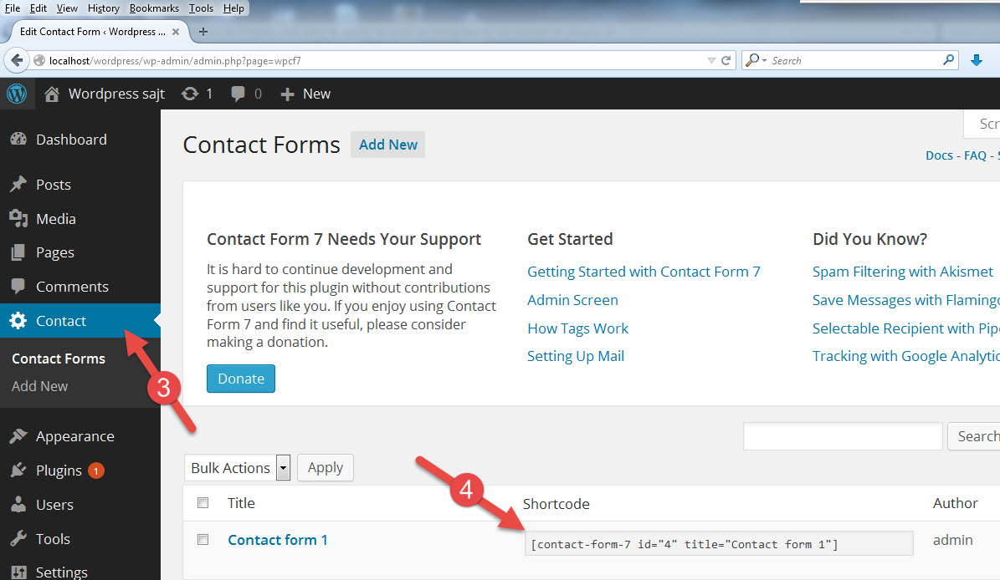 File Edit View History Bookmarks Tools Help
Edit Contact Form ‹ Wordpress ... × +
localhost/wordpress/wp-admin/admin.php?page=wpcf7
Search
Wordpress sajt 1 0 + New
Dashboard
Posts
Media
Pages
Comments
Contact
Contact Forms
Add New
Appearance
Plugins 1
Users
Tools
Settings
3
Contact Forms Add New
Docs - FAQ -
Contact Form 7 Needs Your Support
It is hard to continue development and
support for this plugin without contributions
from users like you. If you enjoy using Contact
Form 7 and find it useful, please consider
making a donation.
Donate
Get Started
Getting Started with Contact Form 7
Admin Screen
How Tags Work
Setting Up Mail
Did You Know?
Spam Filtering with Akismet
Save Messages with Flamingo
Selectable Recipient with Pipe
Tracking with Google Analytic
Search
Bulk Actions Apply
4
Title Shortcode Author
Contact form 1 [contact-form-7 id="4" title="Contact form 1"] admin